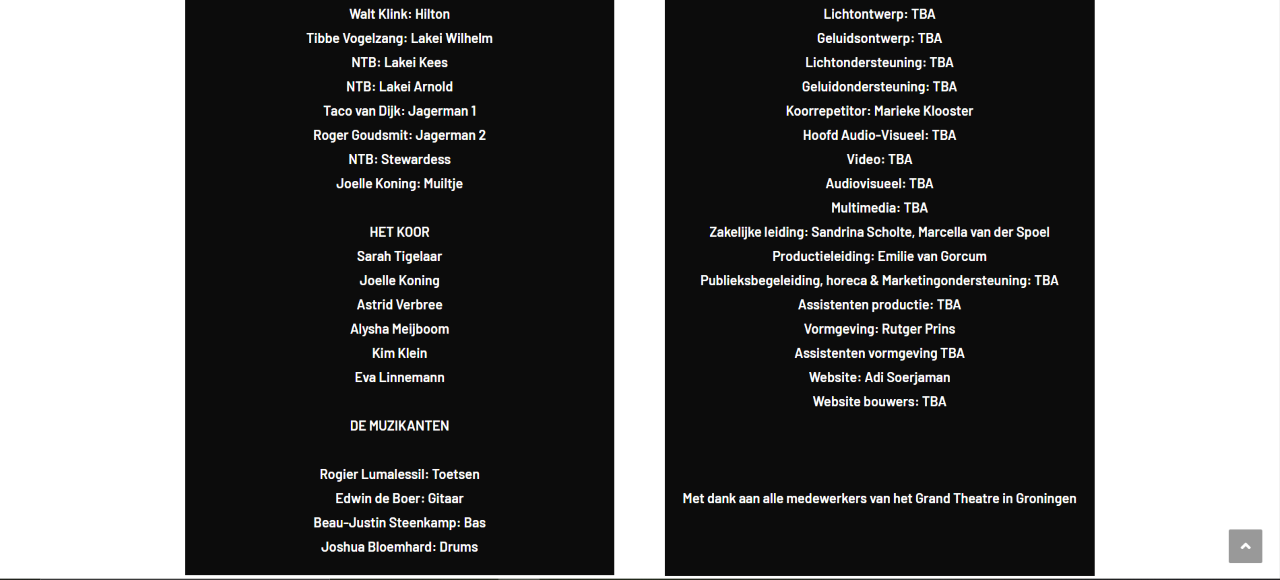 Walt Klink: Hilton
Tibbe Vogelzang: Lakei Wilhelm
NTB: Lakei Kees
NTB: Lakei Arnold
Taco van Dijk: Jagerman 1
Roger Goudsmit: Jagerman 2
NTB: Stewardess
Joelle Koning: Muiltje
HET KOOR
Sarah Tigelaar
Joelle Koning
Astrid Verbree
Alysha Meijboom
Kim Klein
Eva Linnemann
DE MUZIKANTEN
Rogier Lumalessil: Toetsen
Edwin de Boer: Gitaar
Beau-Justin Steenkamp: Bas
Joshua Bloemhard: Drums
Lichtontwerp: TBA
Geluidsontwerp: TBA
Lichtondersteuning: TBA
Geluidondersteuning: TBA
Koorrepetitor: Marieke Klooster
Hoofd Audio-Visueel: TBA
Video: TBA
Audiovisueel: TBA
Multimedia: TBA
Zakelijke leiding: Sandrina Scholte, Marcella van der Spoel
Productieleiding: Emilie van Gorcum
Publieksbegeleiding, horeca & Marketingondersteuning: TBA
Assistenten productie: TBA
Vormgeving: Rutger Prins
Assistenten vormgeving TBA
Website: Adi Soerjaman
Website bouwers: TBA
Met dank aan alle medewerkers van het Grand Theatre in Groningen